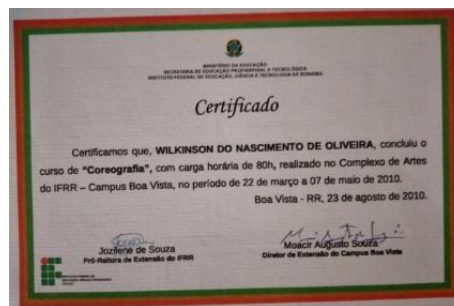 MINISTÉRIO DA EDUCAÇÃO
SECRETARIA DE EDUCAÇÃO PROFISSIONAL E TECNOLÓGICA
INSTITUTO FEDERAL DE EDUCAÇÃO, CIÊNCIA E TECNOLOGIA DE RORAIMA
Certificado
Certificamos que, WILKINSON DO NASCIMENTO DE OLIVEIRA, concluiu o
curso de “Coreografia”, com carga horária de 80h, realizado no Complexo de Artes
do IFRR – Campus Boa Vista, no período de 22 de março a 07 de maio de 2010.
Boa Vista - RR, 23 de agosto de 2010.
Jozilene de Souza
Pró-Reitora de Extensão do IFRR
Moacir Augusto Souza
Diretor de Extensão do Campus Boa Vista